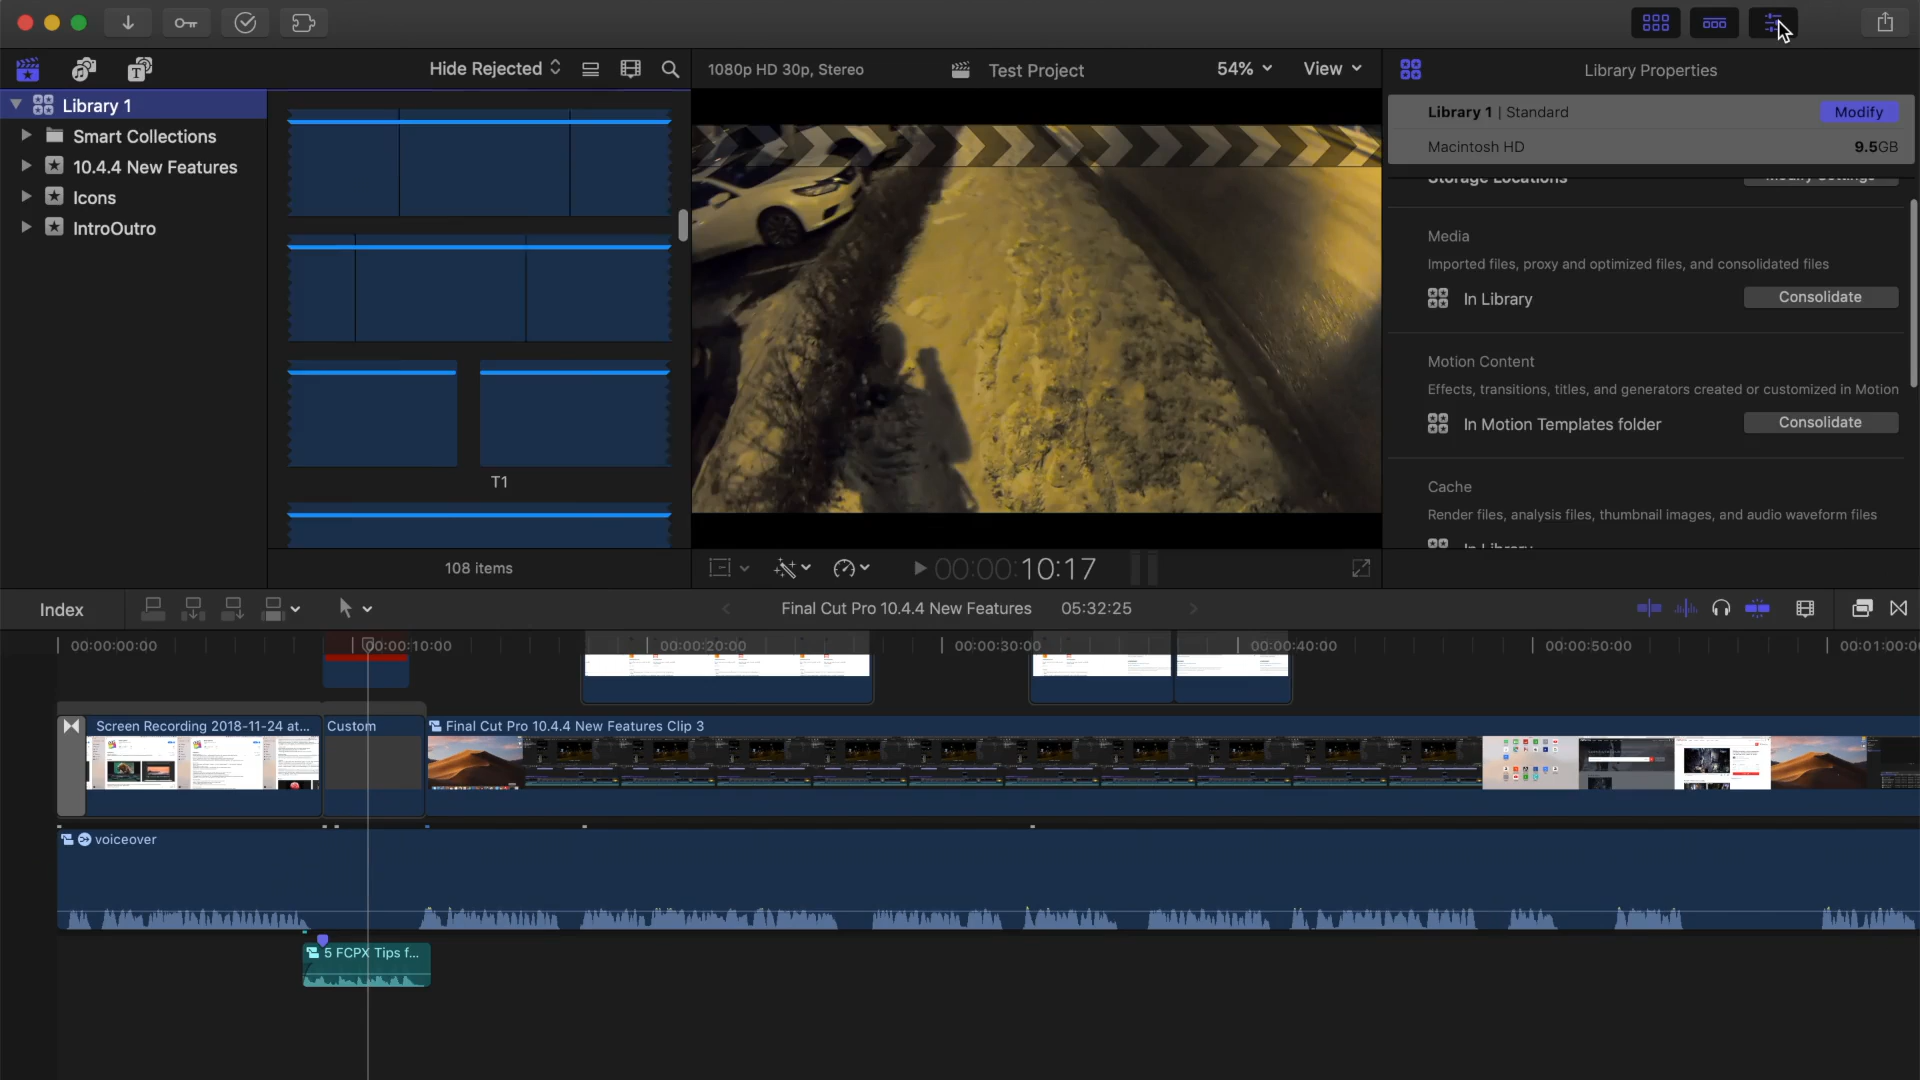 Hide Rejected
1080p HD 30p, Stereo
Test Project
54%
View
Library Properties
Library 1
Smart Collections
10.4.4 New Features
Icons
IntroOutro
T1
108 items
Library 1 | Standard
Modify
Macintosh HD
9.5GB
Storage Locations
Modify Settings
Media
Imported files, proxy and optimized files, and consolidated files
In Library
Consolidate
Motion Content
Effects, transitions, titles, and generators created or customized in Motion
In Motion Templates folder
Consolidate
Cache
Render files, analysis files, thumbnail images, and audio waveform files
In Library
00:00:00:10:17
Index
Final Cut Pro 10.4.4 New Features
05:32:25
00:00:00:00
00:00:10:00
00:00:20:00
00:00:30:00
00:00:40:00
00:00:50:00
00:01:00:0
Screen Recording 2018-11-24 at...
Custom
Final Cut Pro 10.4.4 New Features Clip 3
voiceover
5 FCPX Tips f...